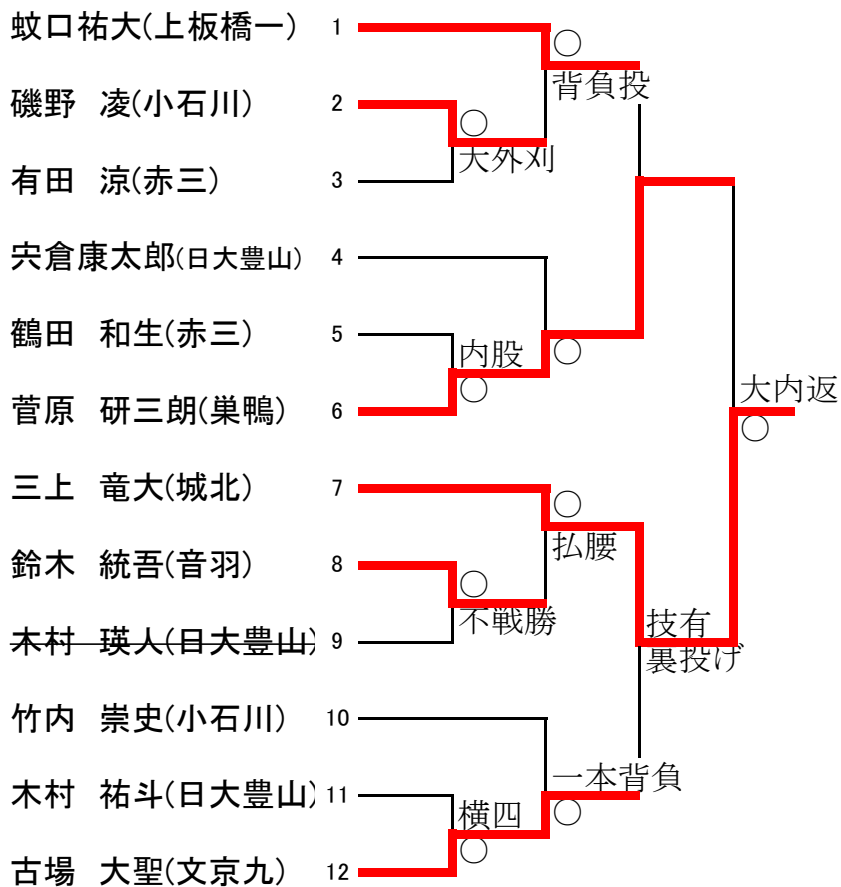 蚊口祐大(上板橋一) 1
○
背負投
磯野 凌(小石川) 2
○
大外刈
有田 涼(赤三) 3
宍倉康太郎(日大豊山) 4
鶴田 和生(赤三) 5
内股
○
○
菅原 研三朗(巣鴨) 6
大内返
○
三上 竜大(城北) 7
○
払腰
鈴木 統吾(音羽) 8
○
不戦勝
木村 瑛人(日大豊山) 9
技有
裏投げ
竹内 崇史(小石川) 10
一本背負
○
木村 祐斗(日大豊山) 11
横四
○
古場 大聖(文京九) 12